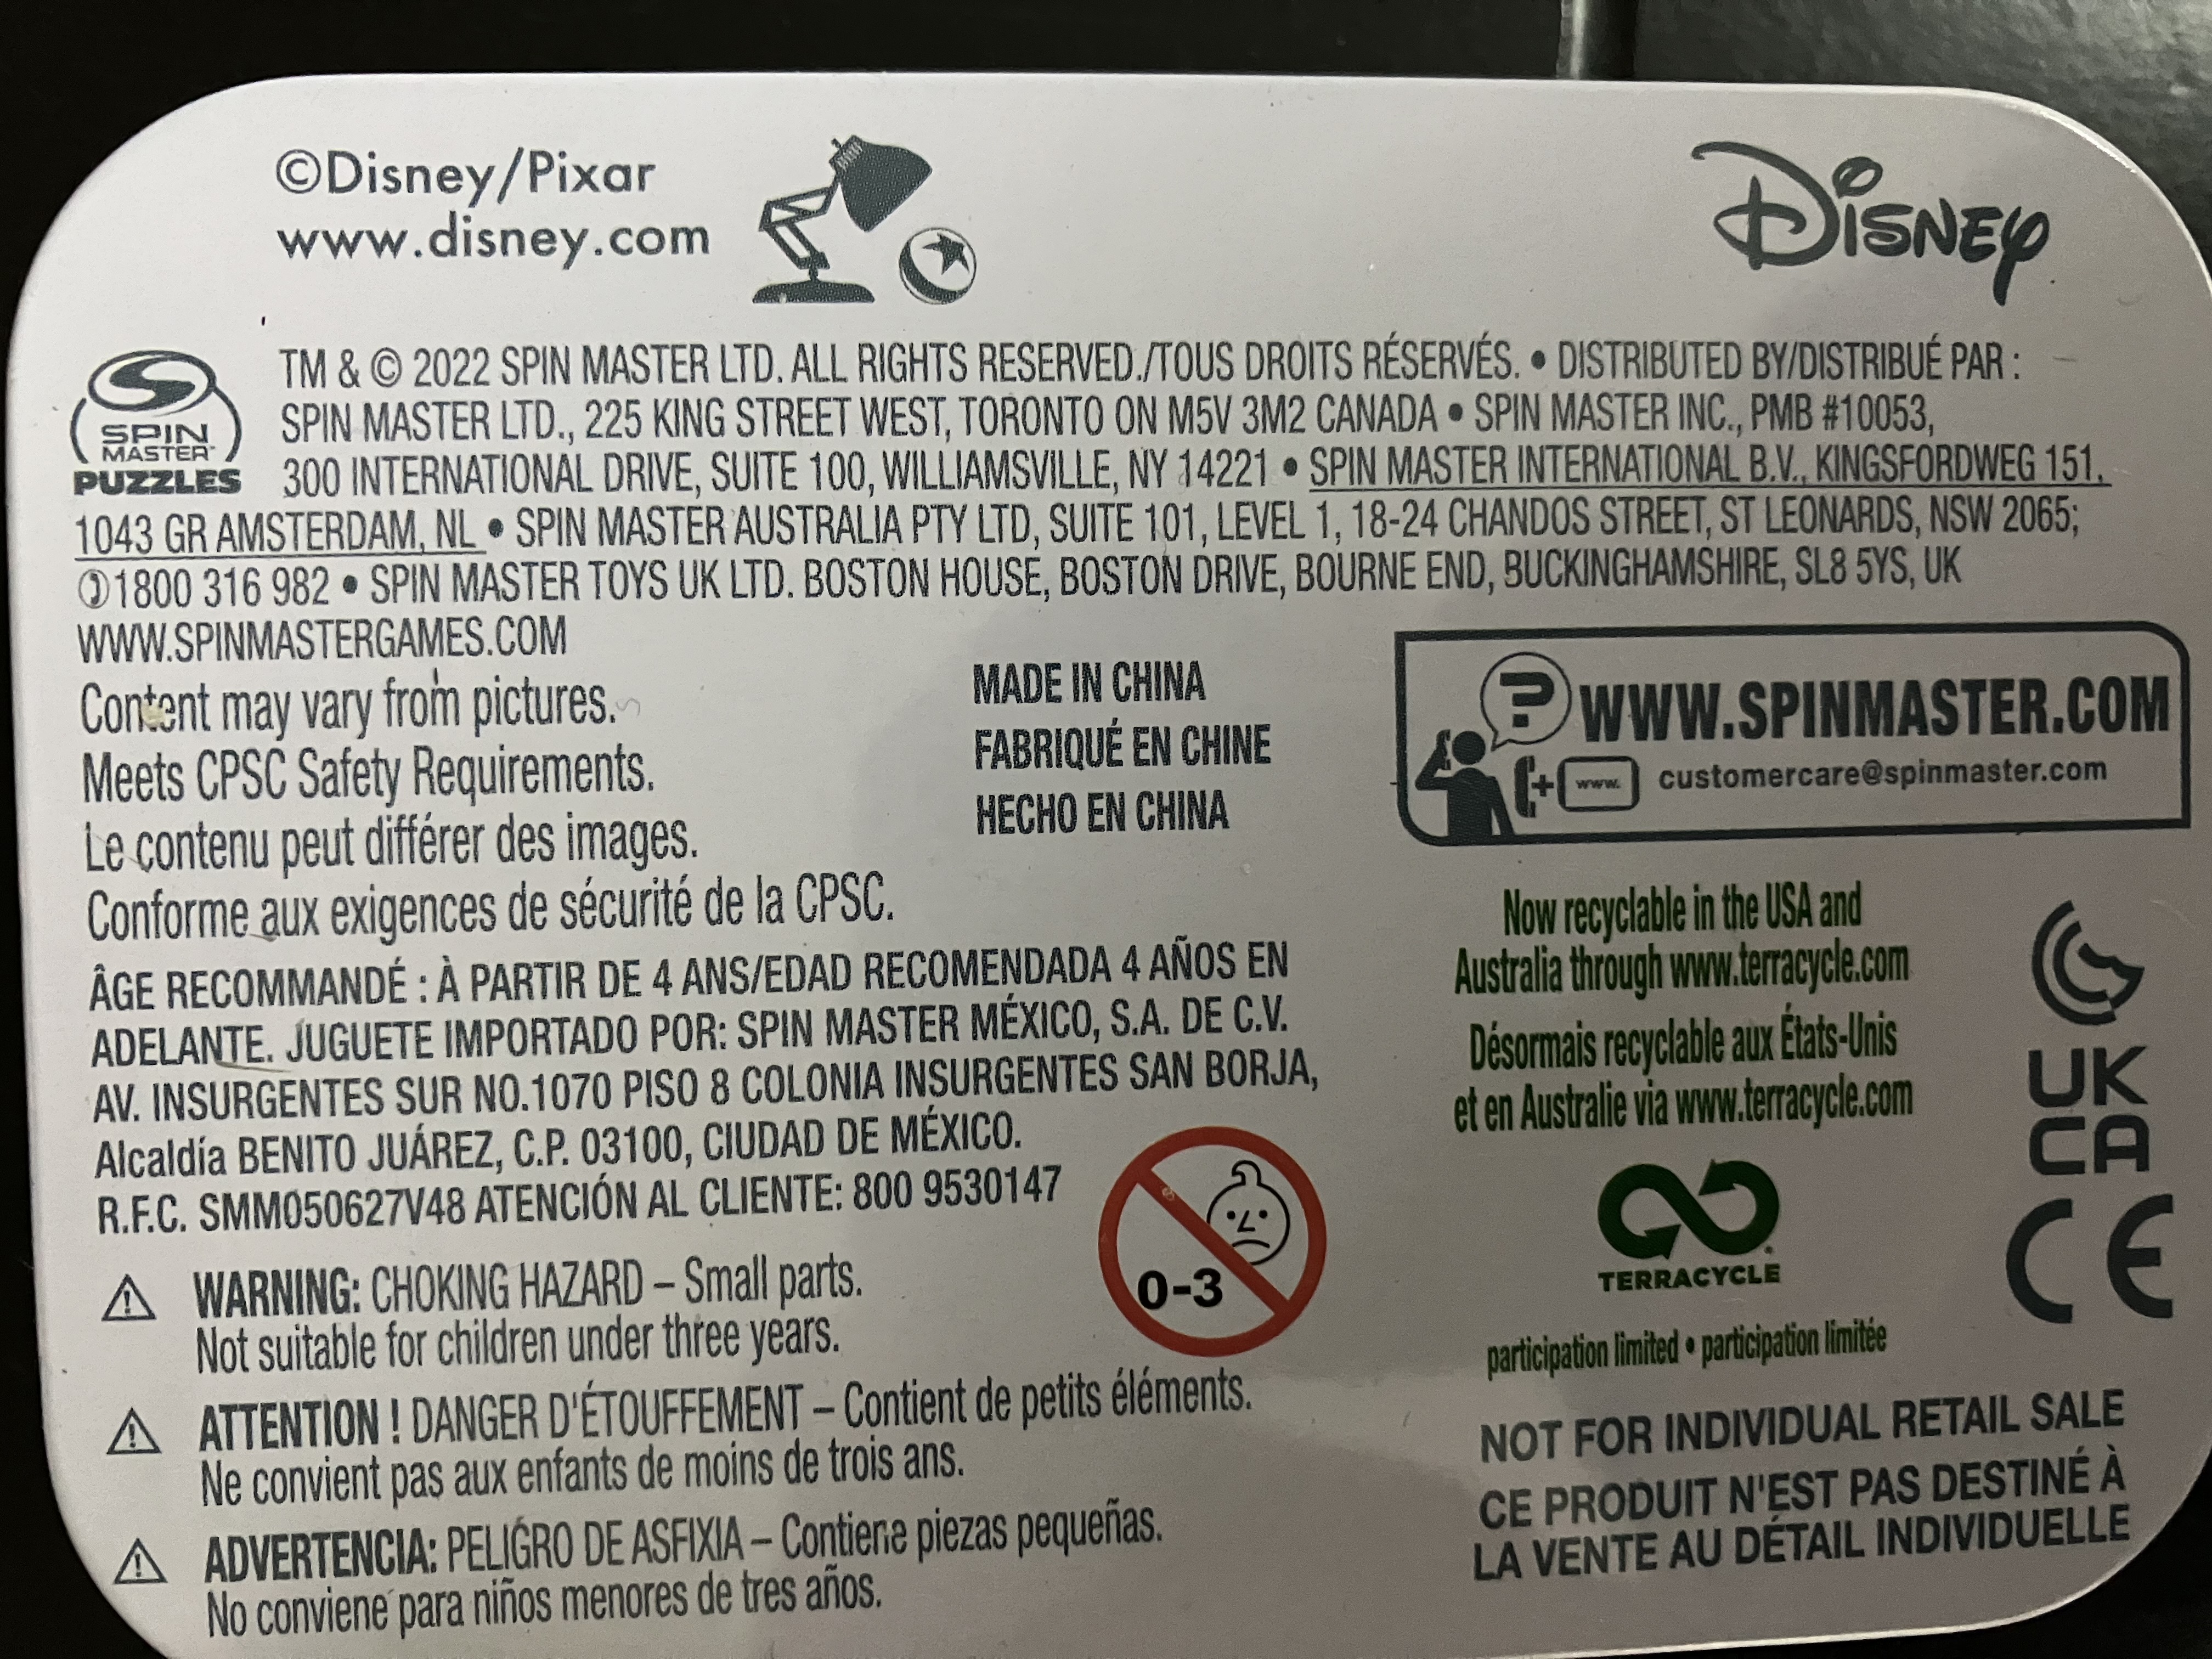 ©Disney/Pixar
www.disney.com
DISNEY
SPIN
MASTER™
PUZZLES
TM & © 2022 SPIN MASTER LTD. ALL RIGHTS RESERVED./TOUS DROITS RÉSERVÉS. • DISTRIBUTED BY/DISTRIBUÉ PAR :
SPIN MASTER LTD., 225 KING STREET WEST, TORONTO ON M5V 3M2 CANADA • SPIN MASTER INC., PMB #10053,
300 INTERNATIONAL DRIVE, SUITE 100, WILLIAMSVILLE, NY 14221 • SPIN MASTER INTERNATIONAL B.V., KINGSFORDWEG 151,
1043 GR AMSTERDAM, NL • SPIN MASTER AUSTRALIA PTY LTD, SUITE 101, LEVEL 1, 18-24 CHANDOS STREET, ST LEONARDS, NSW 2065;
✆1800 316 982 • SPIN MASTER TOYS UK LTD. BOSTON HOUSE, BOSTON DRIVE, BOURNE END, BUCKINGHAMSHIRE, SL8 5YS, UK
WWW.SPINMASTERGAMES.COM
Content may vary from pictures.
Meets CPSC Safety Requirements.
Le contenu peut différer des images.
Conforme aux exigences de sécurité de la CPSC.
MADE IN CHINA
FABRIQUÉ EN CHINE
HECHO EN CHINA
? WWW.SPINMASTER.COM
+ www. customercare@spinmaster.com
ÂGE RECOMMANDÉ : À PARTIR DE 4 ANS/EDAD RECOMENDADA 4 AÑOS EN
ADELANTE. JUGUETE IMPORTADO POR: SPIN MASTER MÉXICO, S.A. DE C.V.
AV. INSURGENTES SUR NO.1070 PISO 8 COLONIA INSURGENTES SAN BORJA,
Alcaldía BENITO JUÁREZ, C.P. 03100, CIUDAD DE MÉXICO.
R.F.C. SMM050627V48 ATENCIÓN AL CLIENTE: 800 9530147
0-3
WARNING: CHOKING HAZARD – Small parts.
Not suitable for children under three years.
ATTENTION ! DANGER D'ÉTOUFFEMENT – Contient de petits éléments.
Ne convient pas aux enfants de moins de trois ans.
ADVERTENCIA: PELIGRO DE ASFIXIA – Contiene piezas pequeñas.
No conviene para niños menores de tres años.
Now recyclable in the USA and
Australia through www.terracycle.com
Désormais recyclable aux États-Unis
et en Australie via www.terracycle.com
TERRACYCLE
participation limited • participation limitée
UK
CA
CE
NOT FOR INDIVIDUAL RETAIL SALE
CE PRODUIT N'EST PAS DESTINÉ À
LA VENTE AU DÉTAIL INDIVIDUELLE